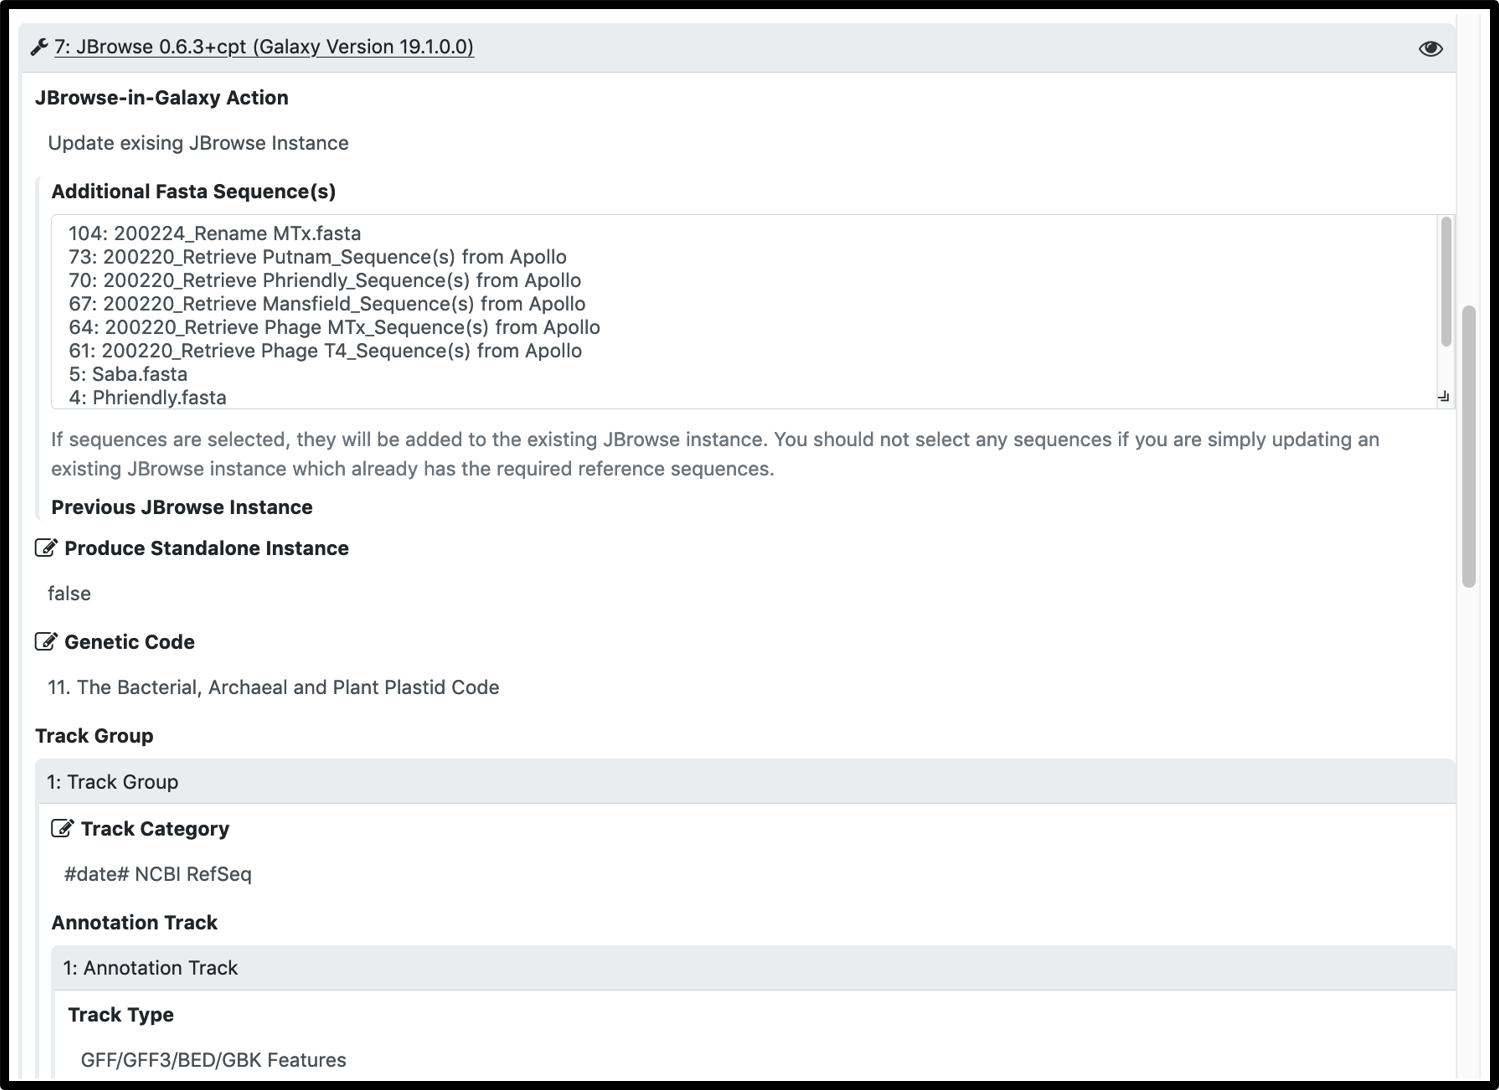 7: JBrowse 0.6.3+cpt (Galaxy Version 19.1.0.0)
JBrowse-in-Galaxy Action
Update exising JBrowse Instance
Additional Fasta Sequence(s)
104: 200224_Rename MTx.fasta
73: 200220_Retrieve Putnam_Sequence(s) from Apollo
70: 200220_Retrieve Phriendly_Sequence(s) from Apollo
67: 200220_Retrieve Mansfield_Sequence(s) from Apollo
64: 200220_Retrieve Phage MTx_Sequence(s) from Apollo
61: 200220_Retrieve Phage T4_Sequence(s) from Apollo
5: Saba.fasta
4: Phriendly.fasta
If sequences are selected, they will be added to the existing JBrowse instance. You should not select any sequences if you are simply updating an
existing JBrowse instance which already has the required reference sequences.
Previous JBrowse Instance
Produce Standalone Instance
false
Genetic Code
11. The Bacterial, Archaeal and Plant Plastid Code
Track Group
1: Track Group
Track Category
#date# NCBI RefSeq
Annotation Track
1: Annotation Track
Track Type
GFF/GFF3/BED/GBK Features